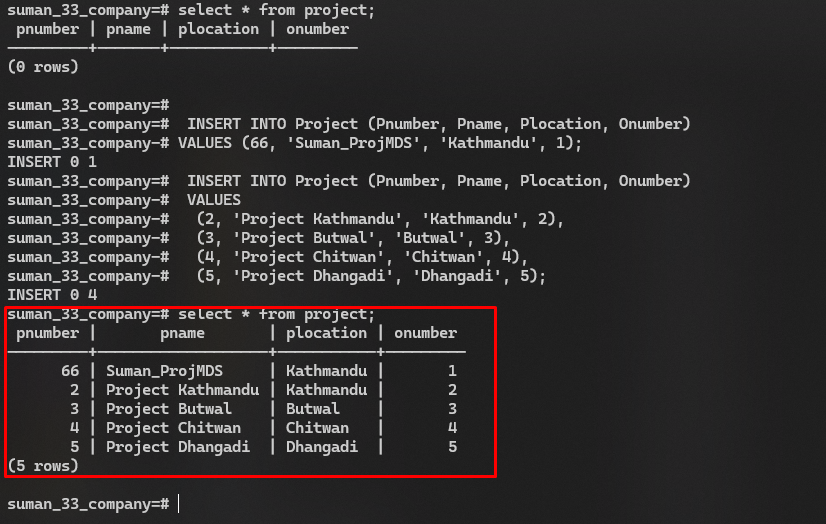 suman_33_company=# select * from project;
 pnumber | pname | plocation | onumber
---------+-------+-----------+---------
(0 rows)

suman_33_company=#
suman_33_company=#  INSERT INTO Project (Pnumber, Pname, Plocation, Onumber)
suman_33_company-# VALUES (66, 'Suman_ProjMDS', 'Kathmandu', 1);
INSERT 0 1
suman_33_company=#  INSERT INTO Project (Pnumber, Pname, Plocation, Onumber)
suman_33_company-#  VALUES
suman_33_company-#   (2, 'Project Kathmandu', 'Kathmandu', 2),
suman_33_company-#   (3, 'Project Butwal', 'Butwal', 3),
suman_33_company-#   (4, 'Project Chitwan', 'Chitwan', 4),
suman_33_company-#   (5, 'Project Dhangadi', 'Dhangadi', 5);
INSERT 0 4
suman_33_company=# select * from project;
 pnumber |       pname       | plocation | onumber
---------+-------------------+-----------+---------
      66 | Suman_ProjMDS     | Kathmandu |       1
       2 | Project Kathmandu | Kathmandu |       2
       3 | Project Butwal    | Butwal    |       3
       4 | Project Chitwan   | Chitwan   |       4
       5 | Project Dhangadi  | Dhangadi  |       5
(5 rows)

suman_33_company=#